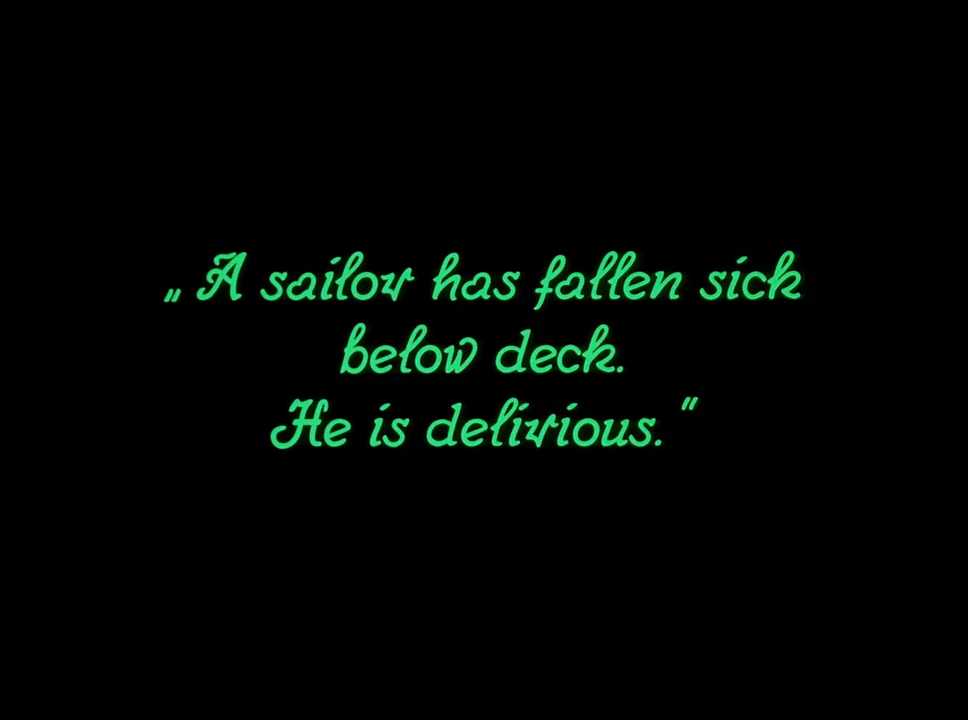 „A sailor has fallen sick
below deck.
He is delirious.“